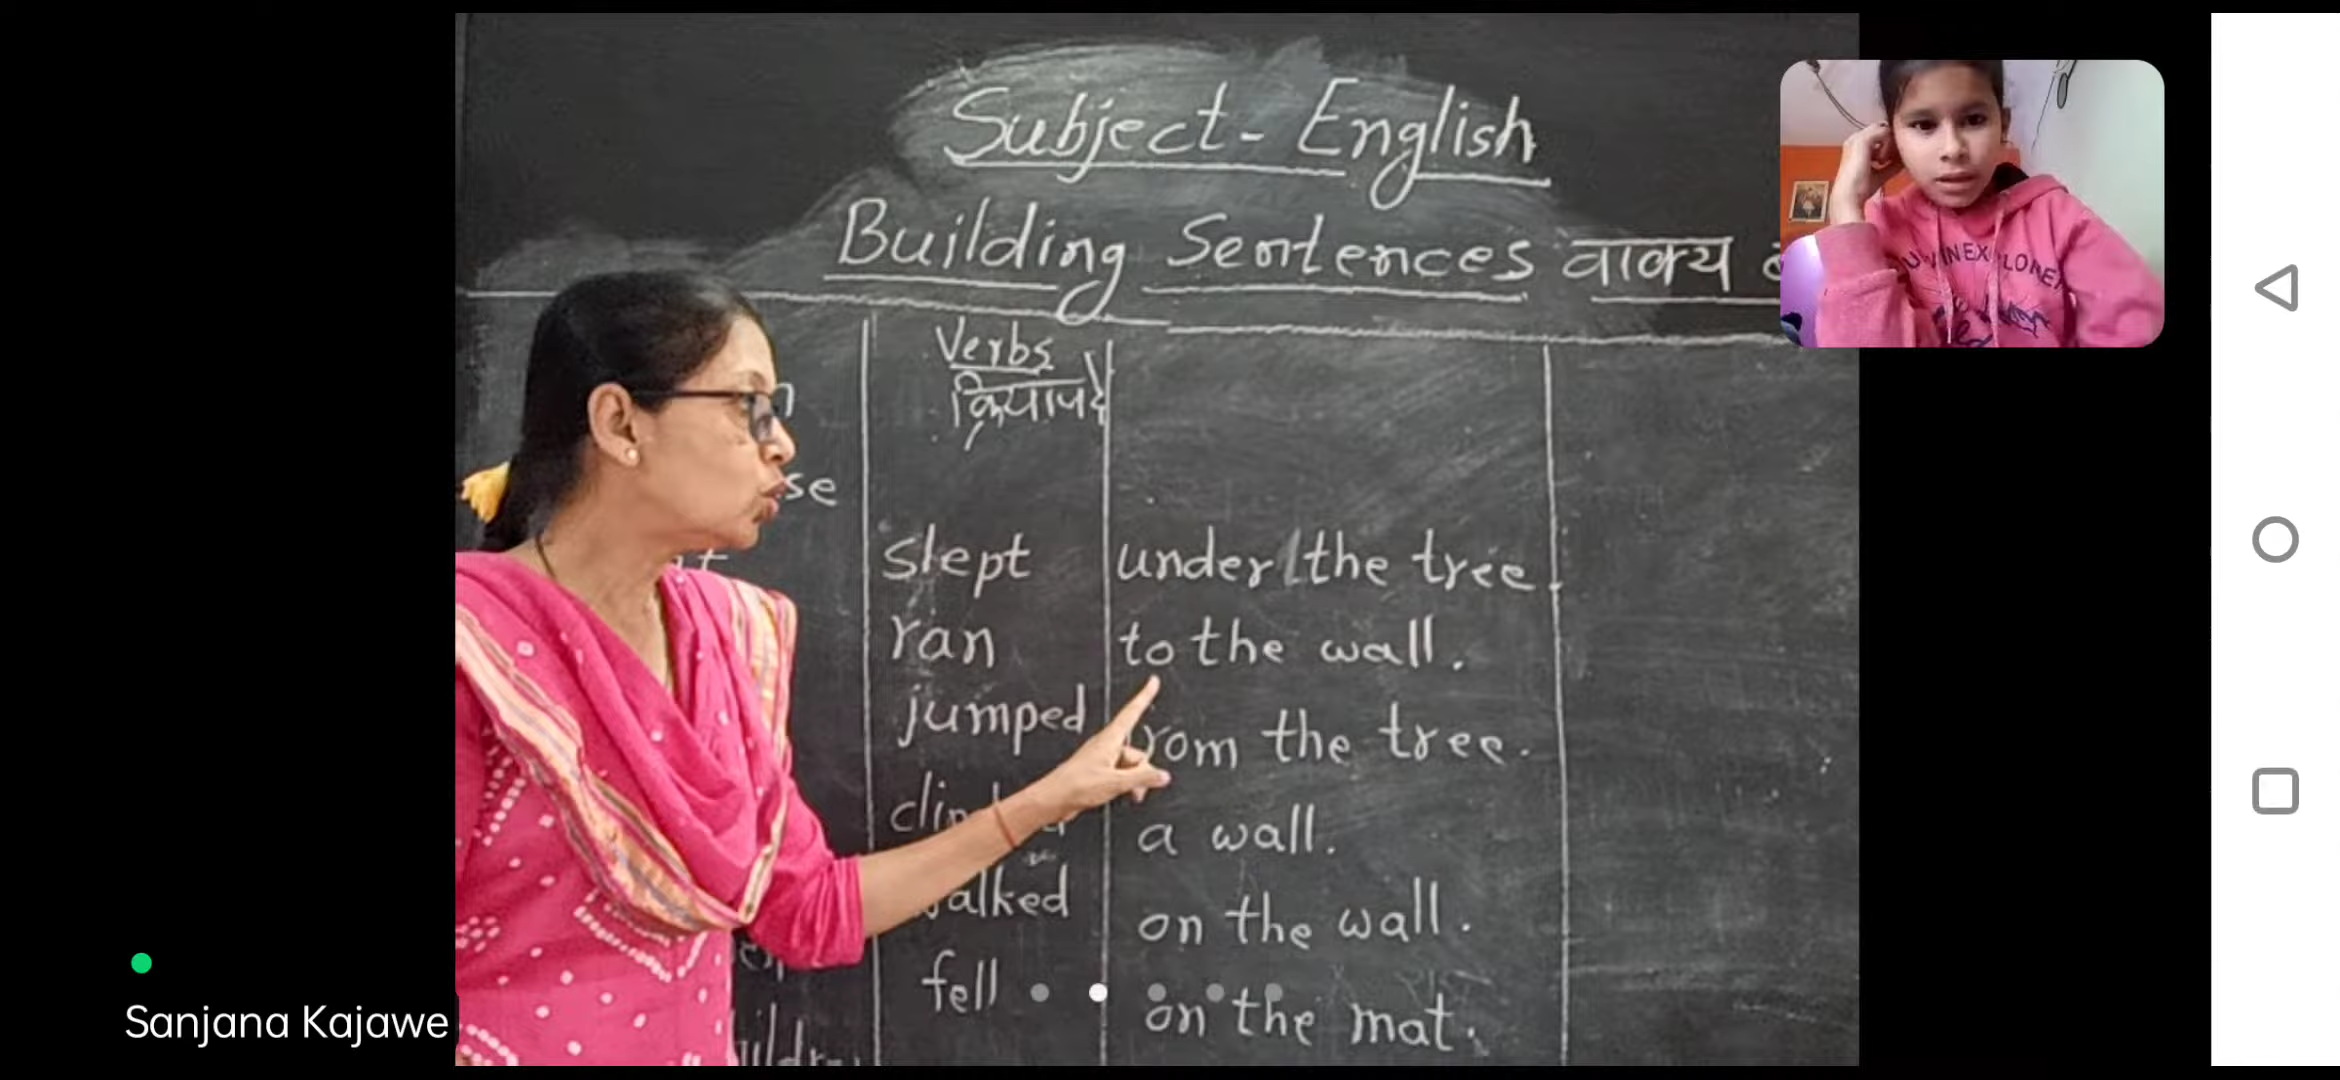 Subject - English
Building Sentences वाक्य
Verbs
क्रियापदे
slept under the tree.
ran to the wall.
jumped from the tree.
a wall.
walked on the wall.
fell on the mat.
Sanjana Kajawe